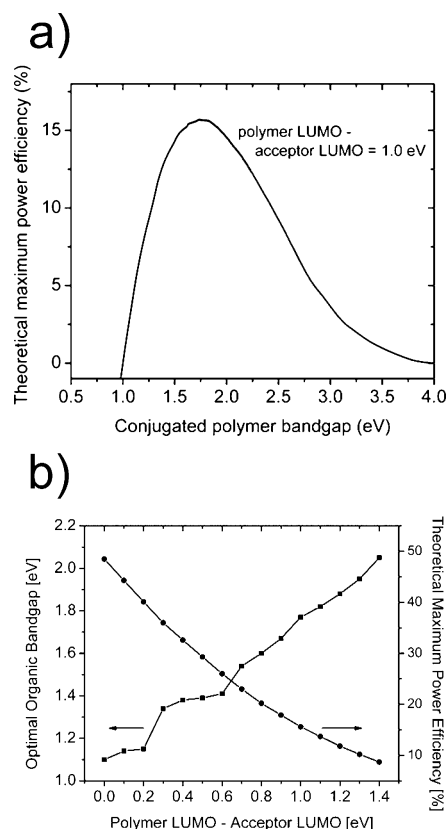 a)
Theoretical maximum power efficiency (%)
15
10
5
0
polymer LUMO -
acceptor LUMO = 1.0 eV
0.5 1.0 1.5 2.0 2.5 3.0 3.5 4.0
Conjugated polymer bandgap (eV)
b)
Optimal Organic Bandgap [eV]
2.2
2.0
1.8
1.6
1.4
1.2
1.0
Theoretical Maximum Power Efficiency [%]
50
40
30
20
10
0.0 0.2 0.4 0.6 0.8 1.0 1.2 1.4
Polymer LUMO - Acceptor LUMO [eV]